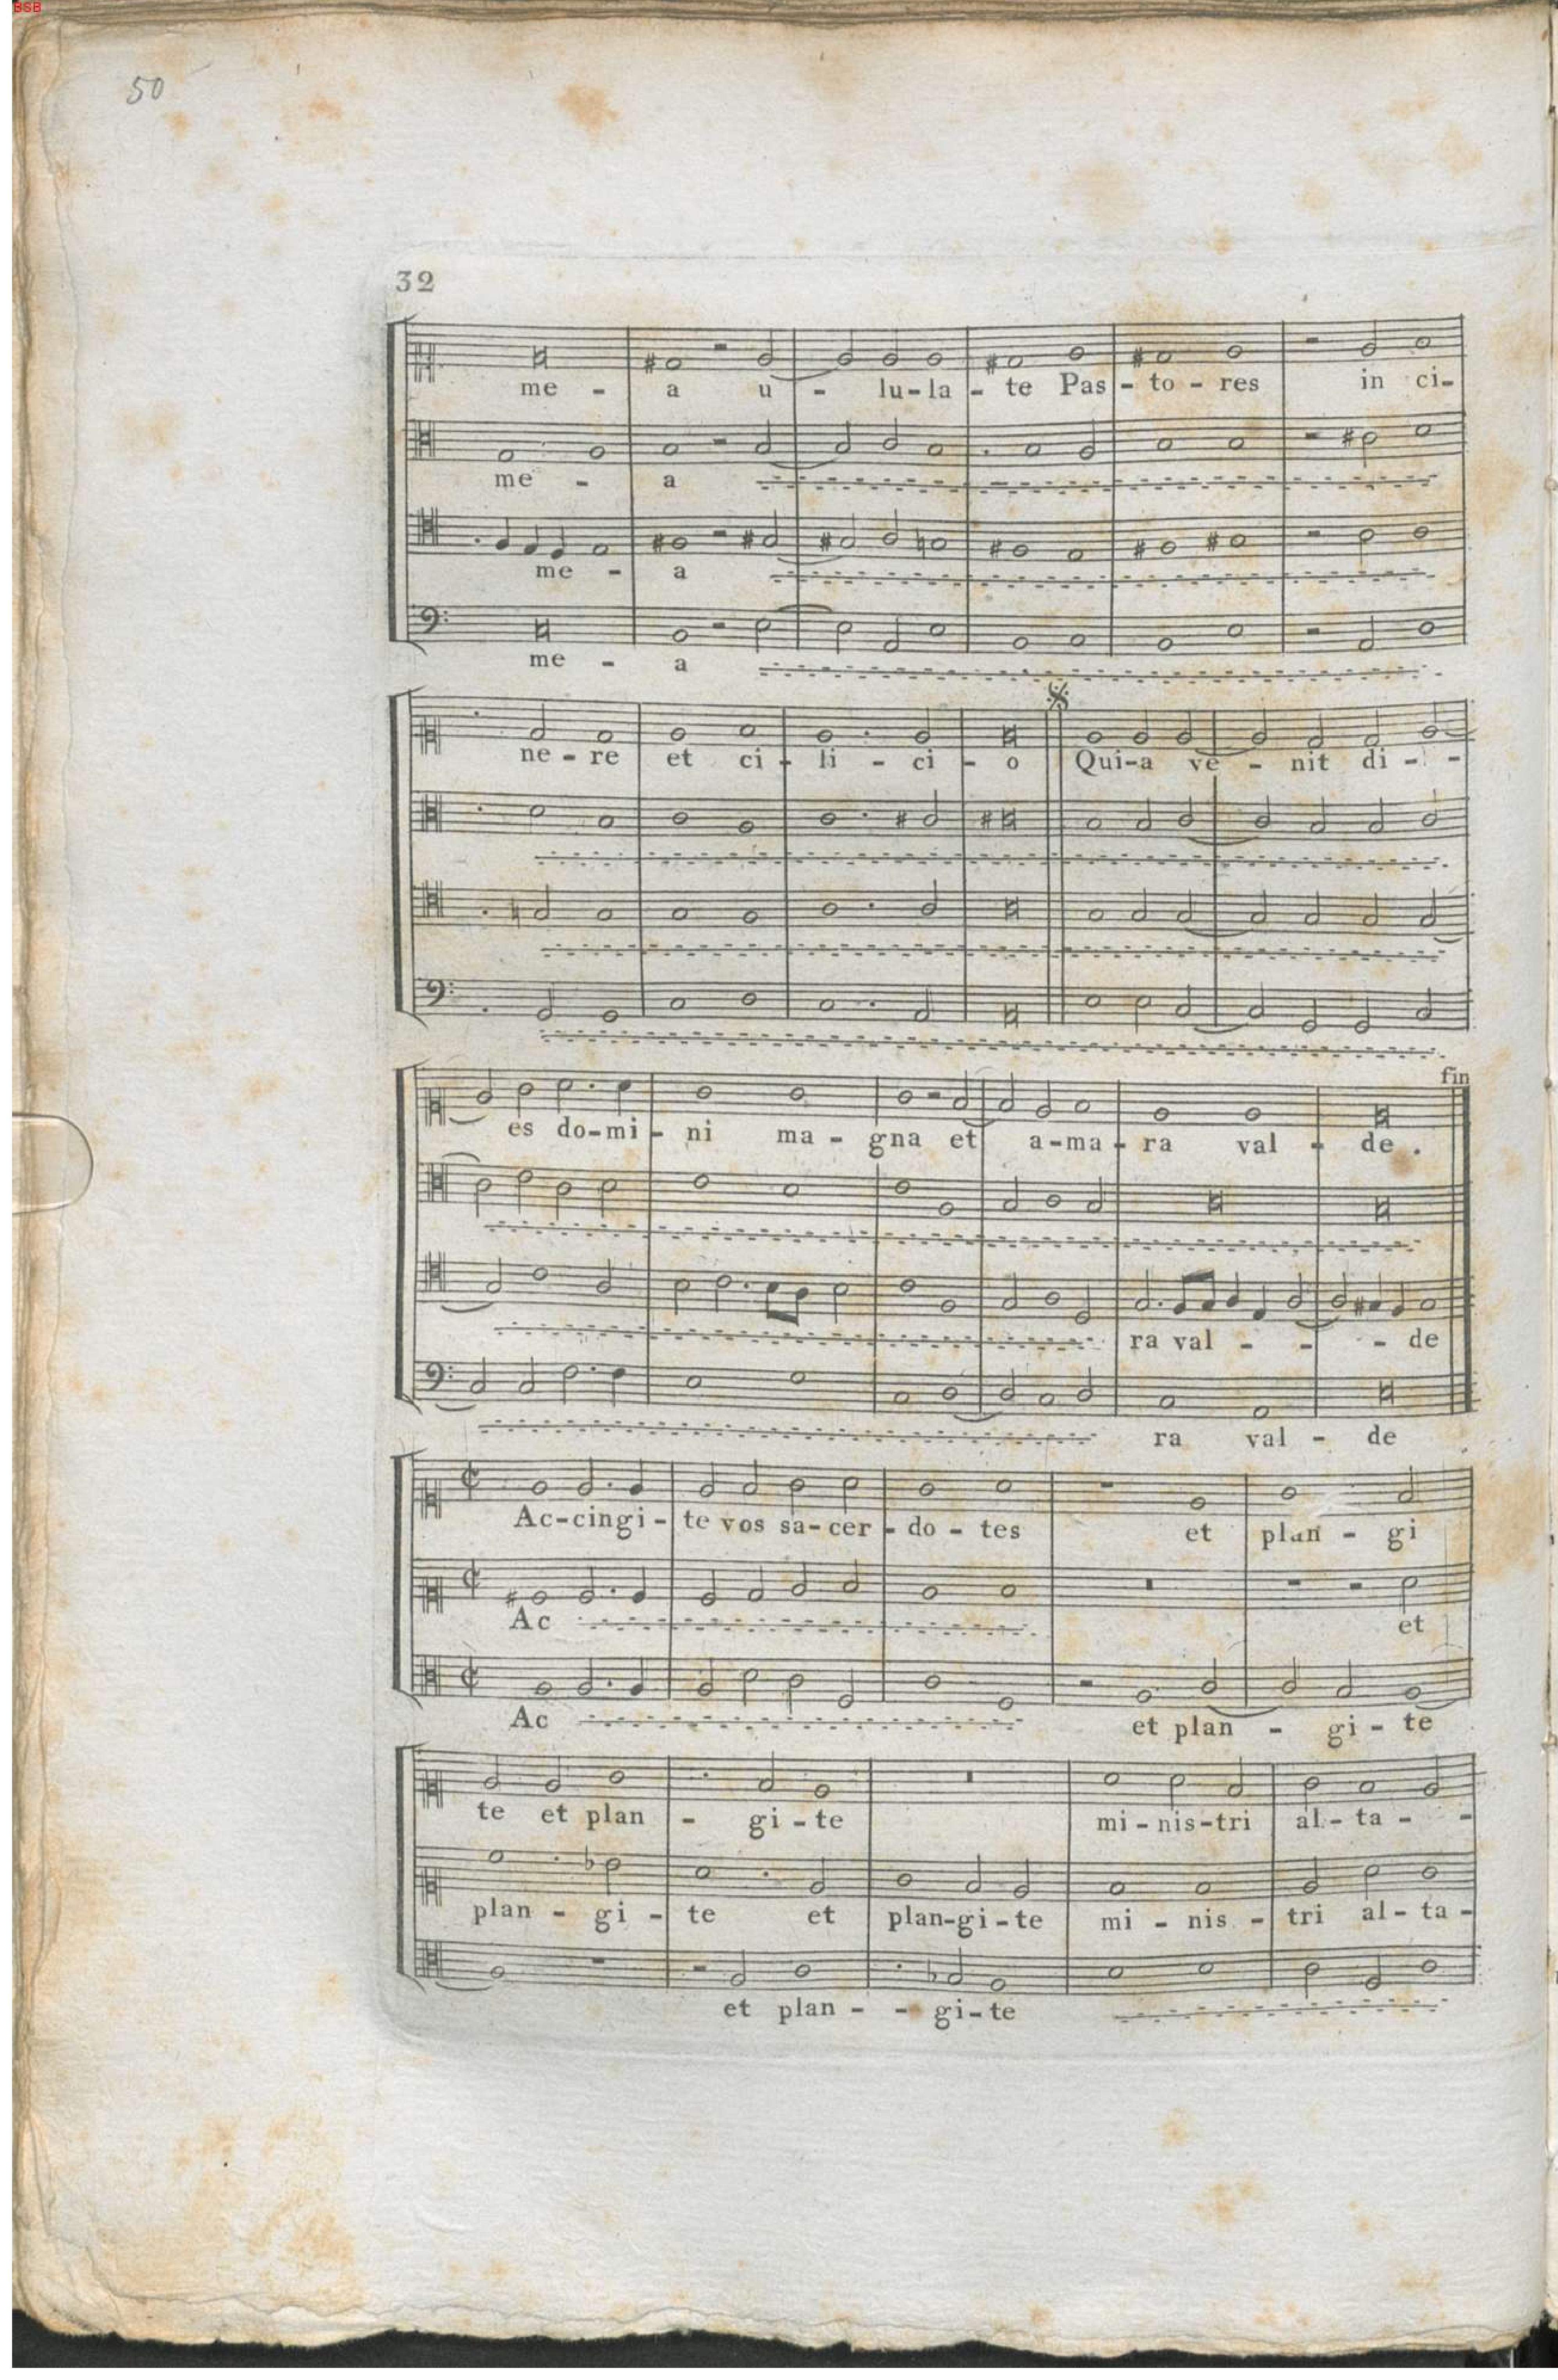 BSB
50
32
me - a u - lu-la - te Pas - to - res in ci-
me - a
me - a
me - a
ne - re et ci - li - ci - o Qui-a ve - nit di - -
fin
es do-mi - ni ma - gna et a-ma - ra val - de .
ra val - - - de
ra val - de
Ac-cingi - te vos sa-cer - do - tes et plan - gi
Ac et
Ac et plan - gi - te
te et plan - gi - te mi - nis-tri al - ta - -
plan - gi - te et plan-gi-te mi - nis - tri al - ta -
et plan - - gi-te